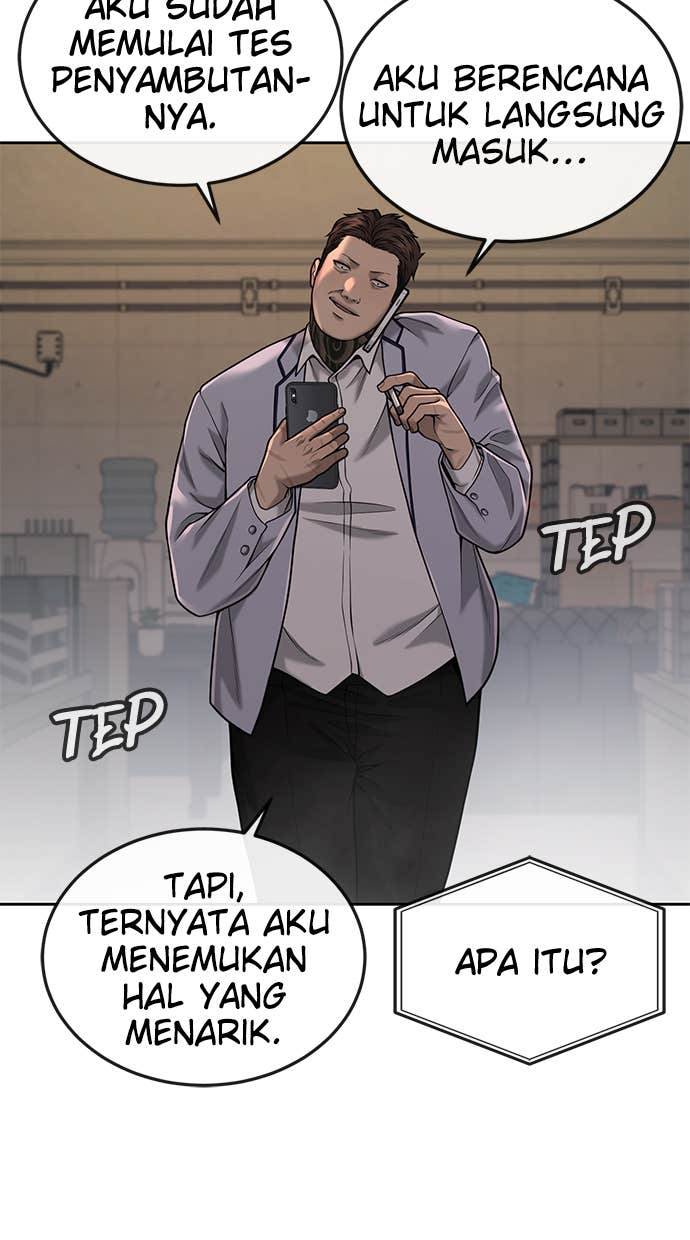 AKU SUDAH
MEMULAI TES
PENYAMBUTAN-
NYA.
AKU BERENCANA
UNTUK LANGSUNG
MASUK...
TEP
TEP
TAPI,
TERNYATA AKU
MENEMUKAN
HAL YANG
MENARIK.
APA ITU?